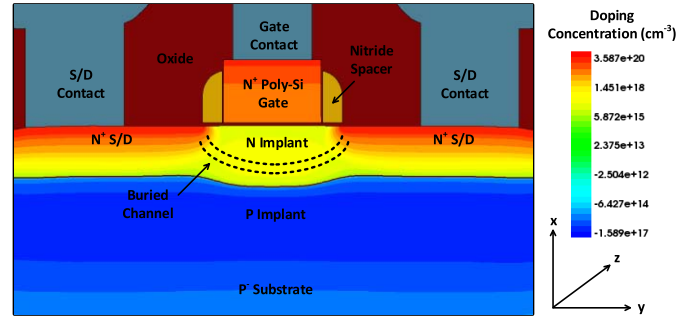 Gate
Contact
Oxide
Nitride
Spacer
S/D
Contact
N⁺ Poly-Si
Gate
S/D
Contact
N⁺ S/D
N Implant
N⁺ S/D
Buried
Channel
P Implant
P⁻ Substrate
Doping
Concentration (cm⁻³)
3.587e+20
1.451e+18
5.872e+15
2.375e+13
-2.504e+12
-6.427e+14
-1.589e+17
x
z
y